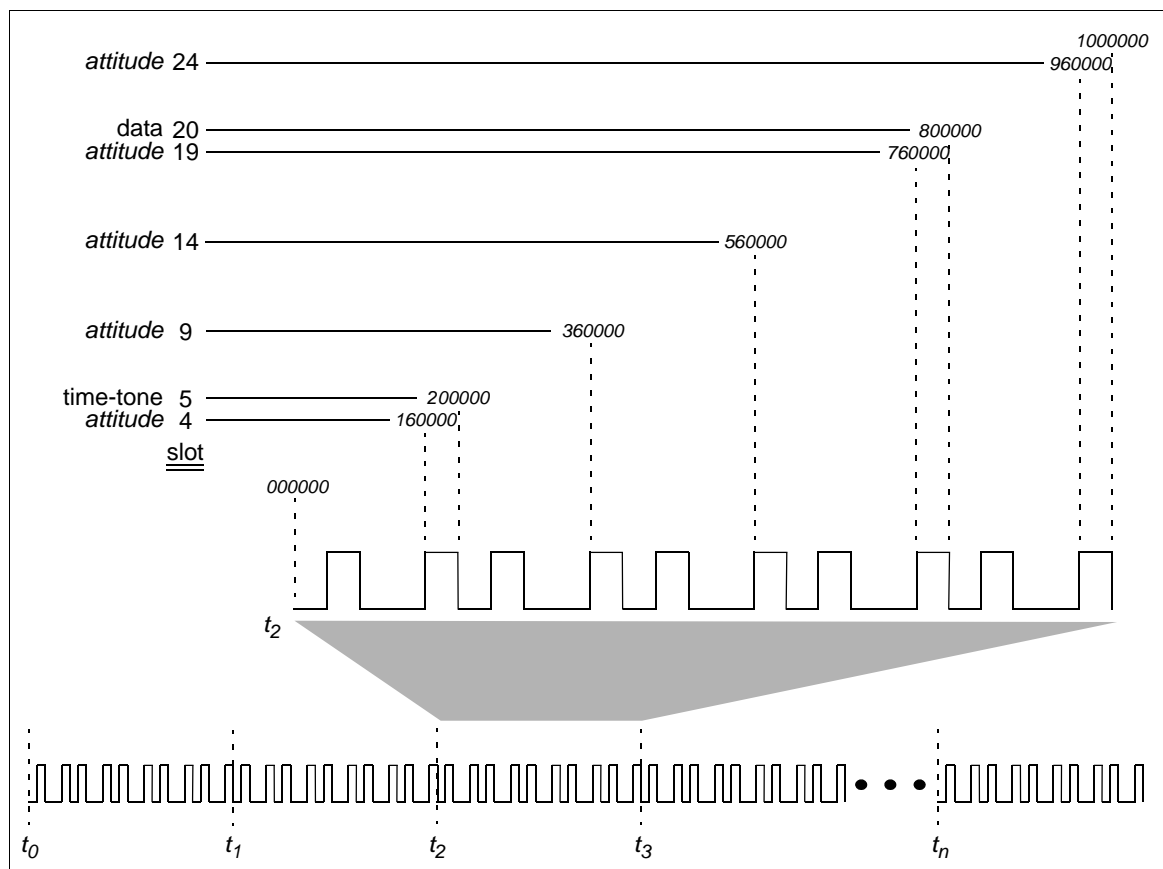 1000000
attitude 24 960000
data 20 800000
attitude 19 760000
attitude 14 560000
attitude 9 360000
time-tone 5 200000
attitude 4 160000
slot
000000
t2
t0 t1 t2 t3 tn